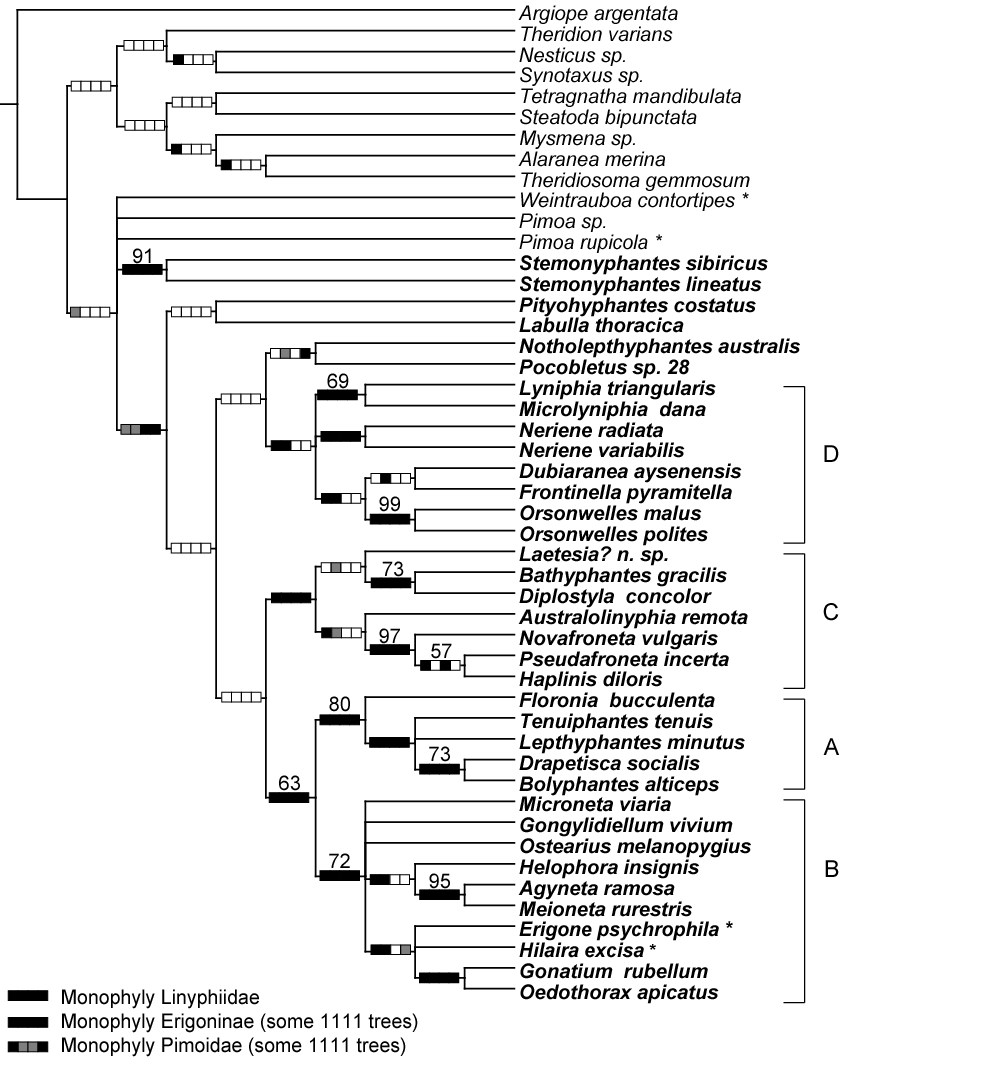 Argiope argentata
Theridion varians
Nesticus sp.
Synotaxus sp.
Tetragnatha mandibulata
Steatoda bipunctata
Mysmena sp.
Alaranea merina
Theridiosoma gemmosum
Weintrauboa contortipes *
Pimoa sp.
Pimoa rupicola *
91
Stemonyphantes sibiricus
Stemonyphantes lineatus
Pityohyphantes costatus
Labulla thoracica
Notholepthyphantes australis
Pocobletus sp. 28
69
Lyniphia triangularis
Microlyniphia dana
Neriene radiata
Neriene variabilis
D
Dubiaranea aysenensis
Frontinella pyramitella
99
Orsonwelles malus
Orsonwelles polites
Laetesia? n. sp.
73
Bathyphantes gracilis
Diplostyla concolor
C
Australolinyphia remota
97
Novafroneta vulgaris
57
Pseudafroneta incerta
Haplinis diloris
80
Floronia bucculenta
Tenuiphantes tenuis
Lepthyphantes minutus
A
73
Drapetisca socialis
Bolyphantes alticeps
63
Microneta viaria
Gongylidiellum vivium
Ostearius melanopygius
72
Helophora insignis
B
95
Agyneta ramosa
Meioneta rurestris
Erigone psychrophila *
Hilaira excisa *
Gonatium rubellum
Oedothorax apicatus
Monophyly Linyphiidae
Monophyly Erigoninae (some 1111 trees)
Monophyly Pimoidae (some 1111 trees)